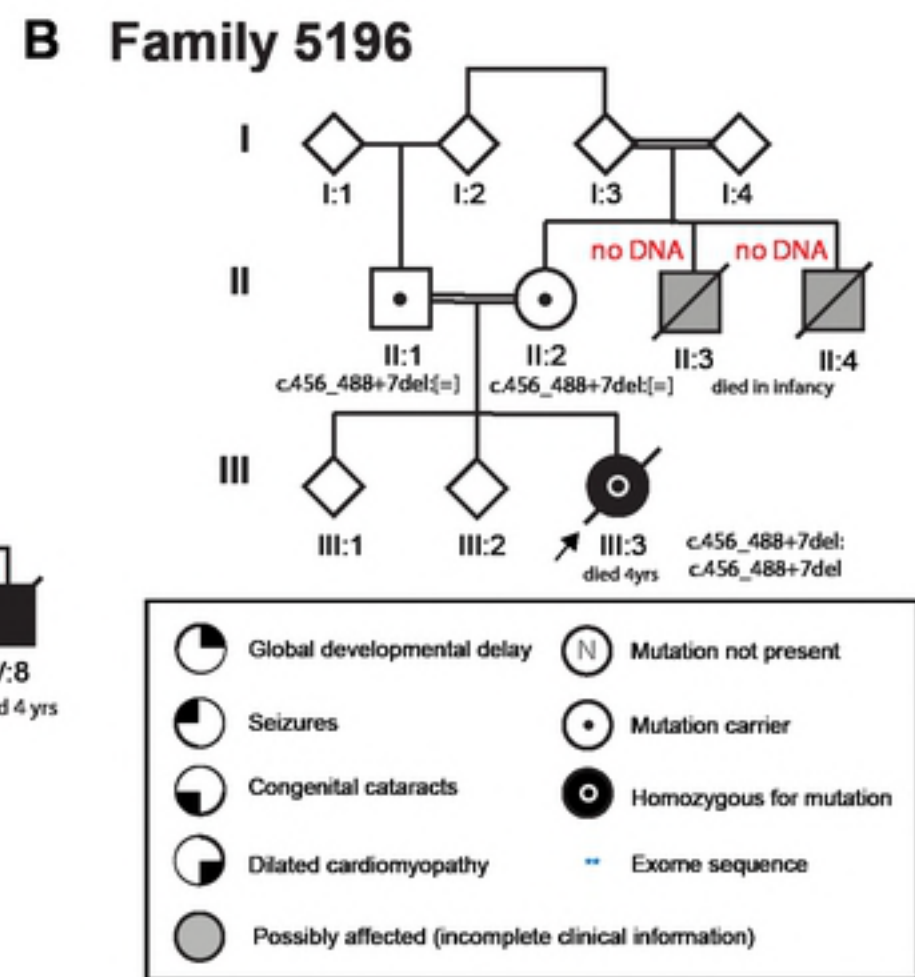 B Family 5196
I
I:1 I:2 I:3 I:4
no DNA no DNA
II
II:1 II:2 II:3 II:4
c.456_488+7del:[=] c.456_488+7del:[=] died in infancy
III
III:1 III:2 III:3 c.456_488+7del:
died 4yrs c.456_488+7del
:8
4 yrs
Global developmental delay N Mutation not present
Seizures Mutation carrier
Congenital cataracts Homozygous for mutation
Dilated cardiomyopathy Exome sequence
Possibly affected (incomplete clinical information)